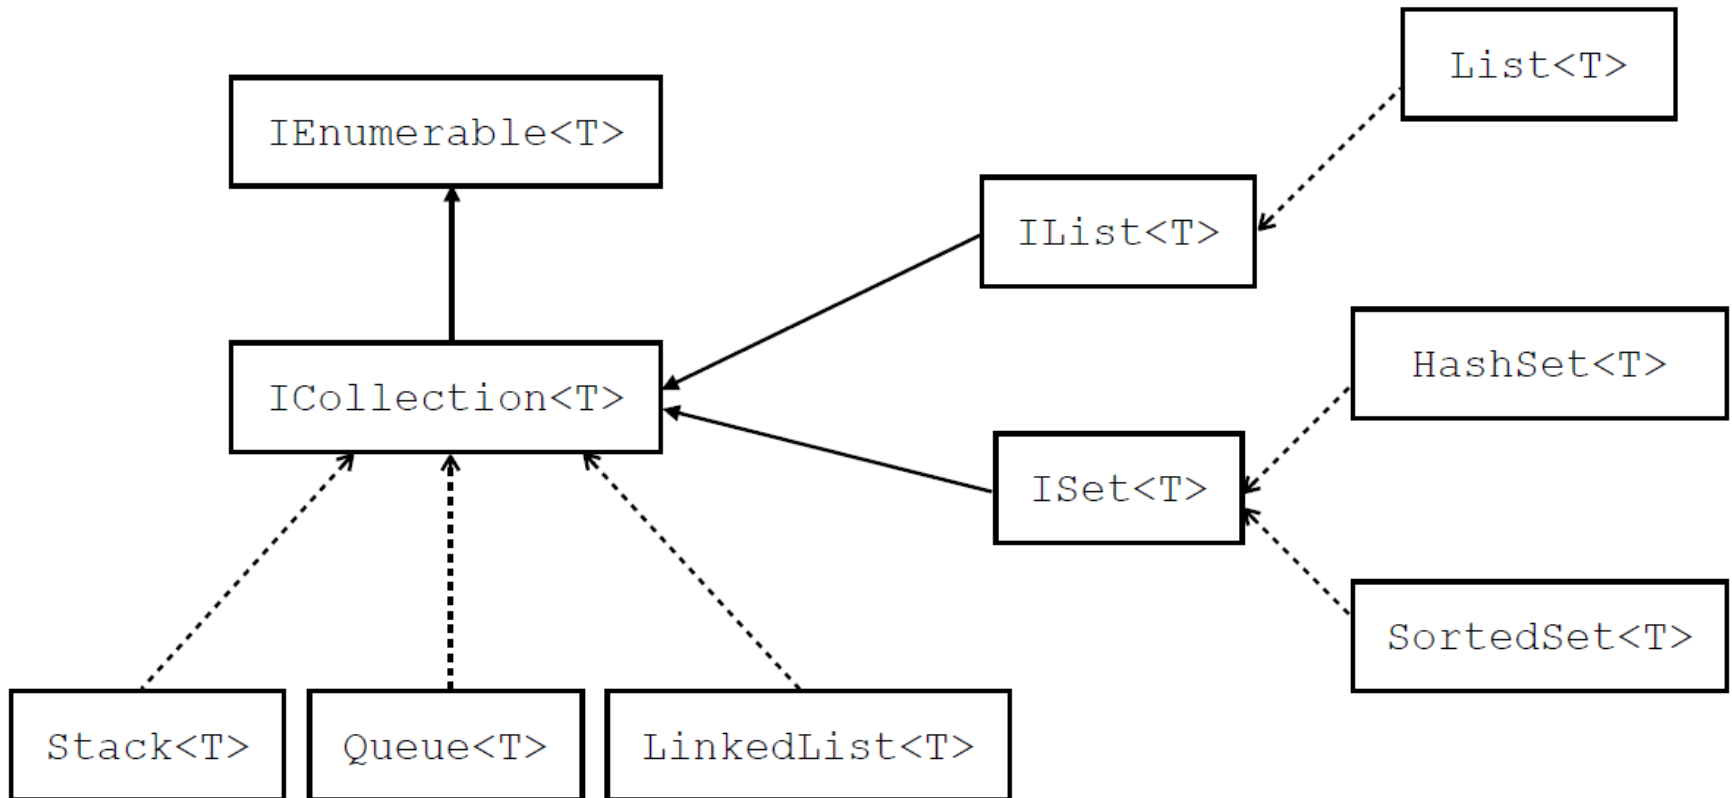 List<T>
IEnumerable<T>
IList<T>
HashSet<T>
ICollection<T>
ISet<T>
SortedSet<T>
Stack<T>
Queue<T>
LinkedList<T>